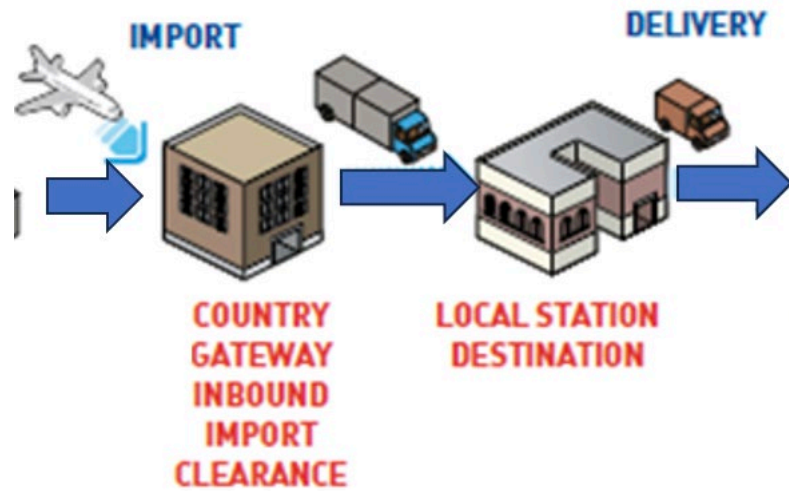 IMPORT
DELIVERY
COUNTRY
GATEWAY
INBOUND
IMPORT
CLEARANCE
LOCAL STATION
DESTINATION